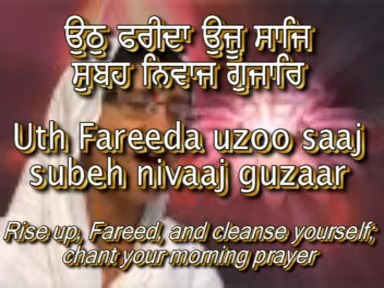 ਉਠੁ ਫਰੀਦਾ ਉਜੂ ਸਾਜਿ
ਸੁਬਹ ਨਿਵਾਜ ਗੁਜਾਰਿ
Uth Fareeda uzoo saaj
subeh nivaaj guzaar
Rise up, Fareed, and cleanse yourself;
chant your morning prayer